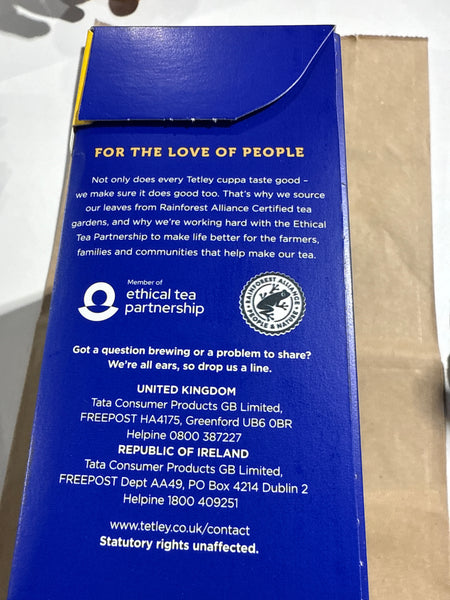 FOR THE LOVE OF PEOPLE
Not only does every Tetley cuppa taste good –
we make sure it does good too. That's why we source
our leaves from Rainforest Alliance Certified tea
gardens, and why we're working hard with the Ethical
Tea Partnership to make life better for the farmers,
families and communities that help make our tea.
Member of
ethical tea
partnership
RAINFOREST ALLIANCE
PEOPLE & NATURE
Got a question brewing or a problem to share?
We're all ears, so drop us a line.
UNITED KINGDOM
Tata Consumer Products GB Limited,
FREEPOST HA4175, Greenford UB6 0BR
Helpine 0800 387227
REPUBLIC OF IRELAND
Tata Consumer Products GB Limited,
FREEPOST Dept AA49, PO Box 4214 Dublin 2
Helpine 1800 409251
www.tetley.co.uk/contact
Statutory rights unaffected.